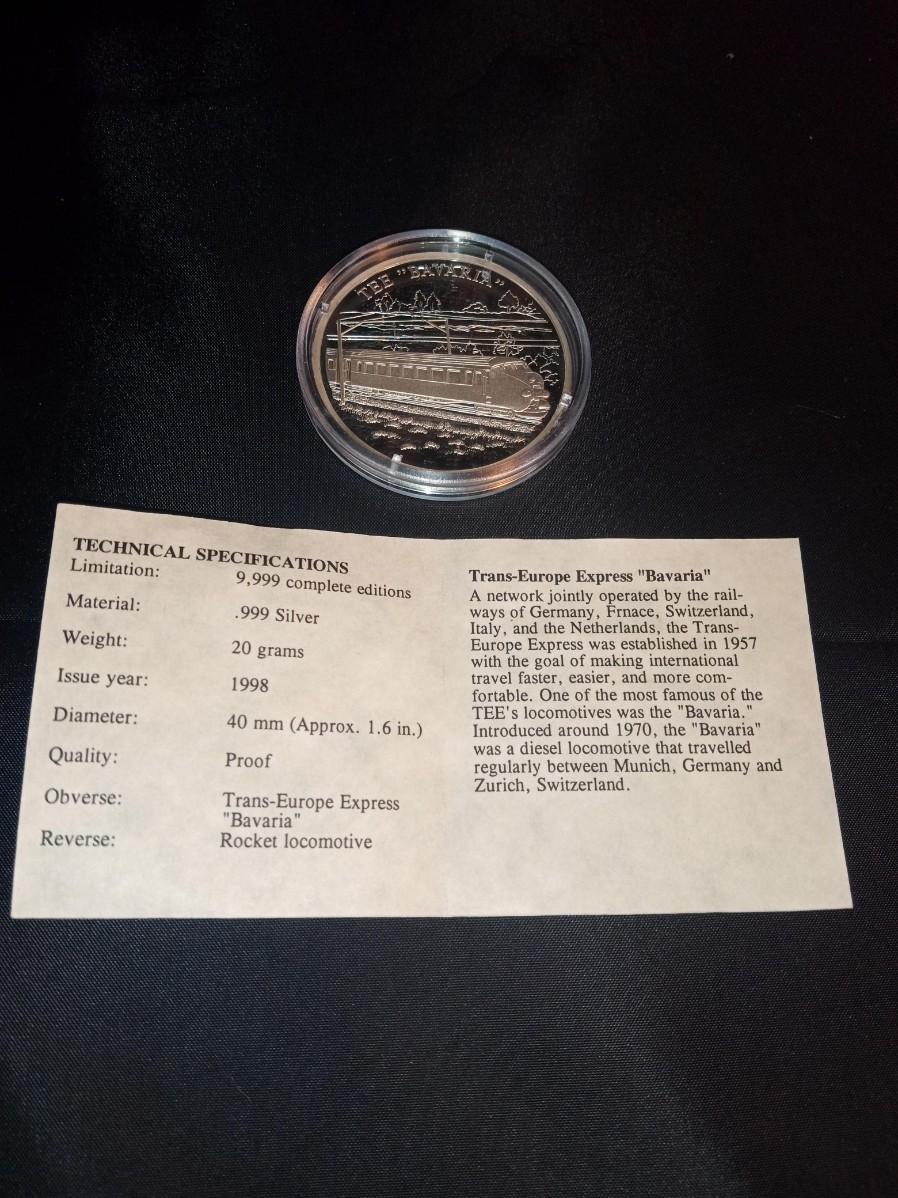 TEE "BAVARIA"
TECHNICAL SPECIFICATIONS
Limitation: 9,999 complete editions
Material: .999 Silver
Weight: 20 grams
Issue year: 1998
Diameter: 40 mm (Approx. 1.6 in.)
Quality: Proof
Obverse: Trans-Europe Express
"Bavaria"
Reverse: Rocket locomotive
Trans-Europe Express "Bavaria"
A network jointly operated by the rail-
ways of Germany, Frnace, Switzerland,
Italy, and the Netherlands, the Trans-
Europe Express was established in 1957
with the goal of making international
travel faster, easier, and more com-
fortable. One of the most famous of the
TEE's locomotives was the "Bavaria."
Introduced around 1970, the "Bavaria"
was a diesel locomotive that travelled
regularly between Munich, Germany and
Zurich, Switzerland.